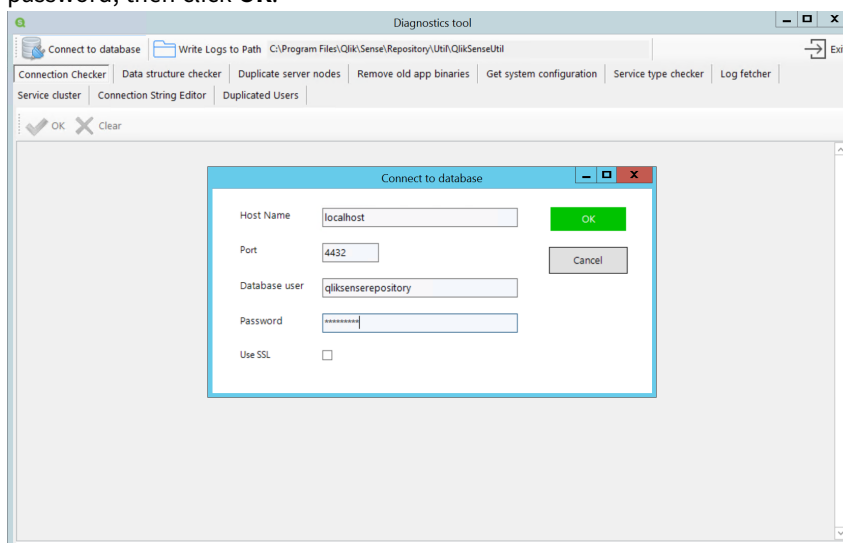 password, then click OK.
Diagnostics tool
Connect to database Write Logs to Path C:\Program Files\Qlik\Sense\Repository\Util\QlikSenseUtil Exi
Connection Checker Data structure checker Duplicate server nodes Remove old app binaries Get system configuration Service type checker Log fetcher
Service cluster Connection String Editor Duplicated Users
OK Clear
Connect to database
Host Name localhost OK
Port 4432 Cancel
Database user qliksenserepository
Password *********
Use SSL